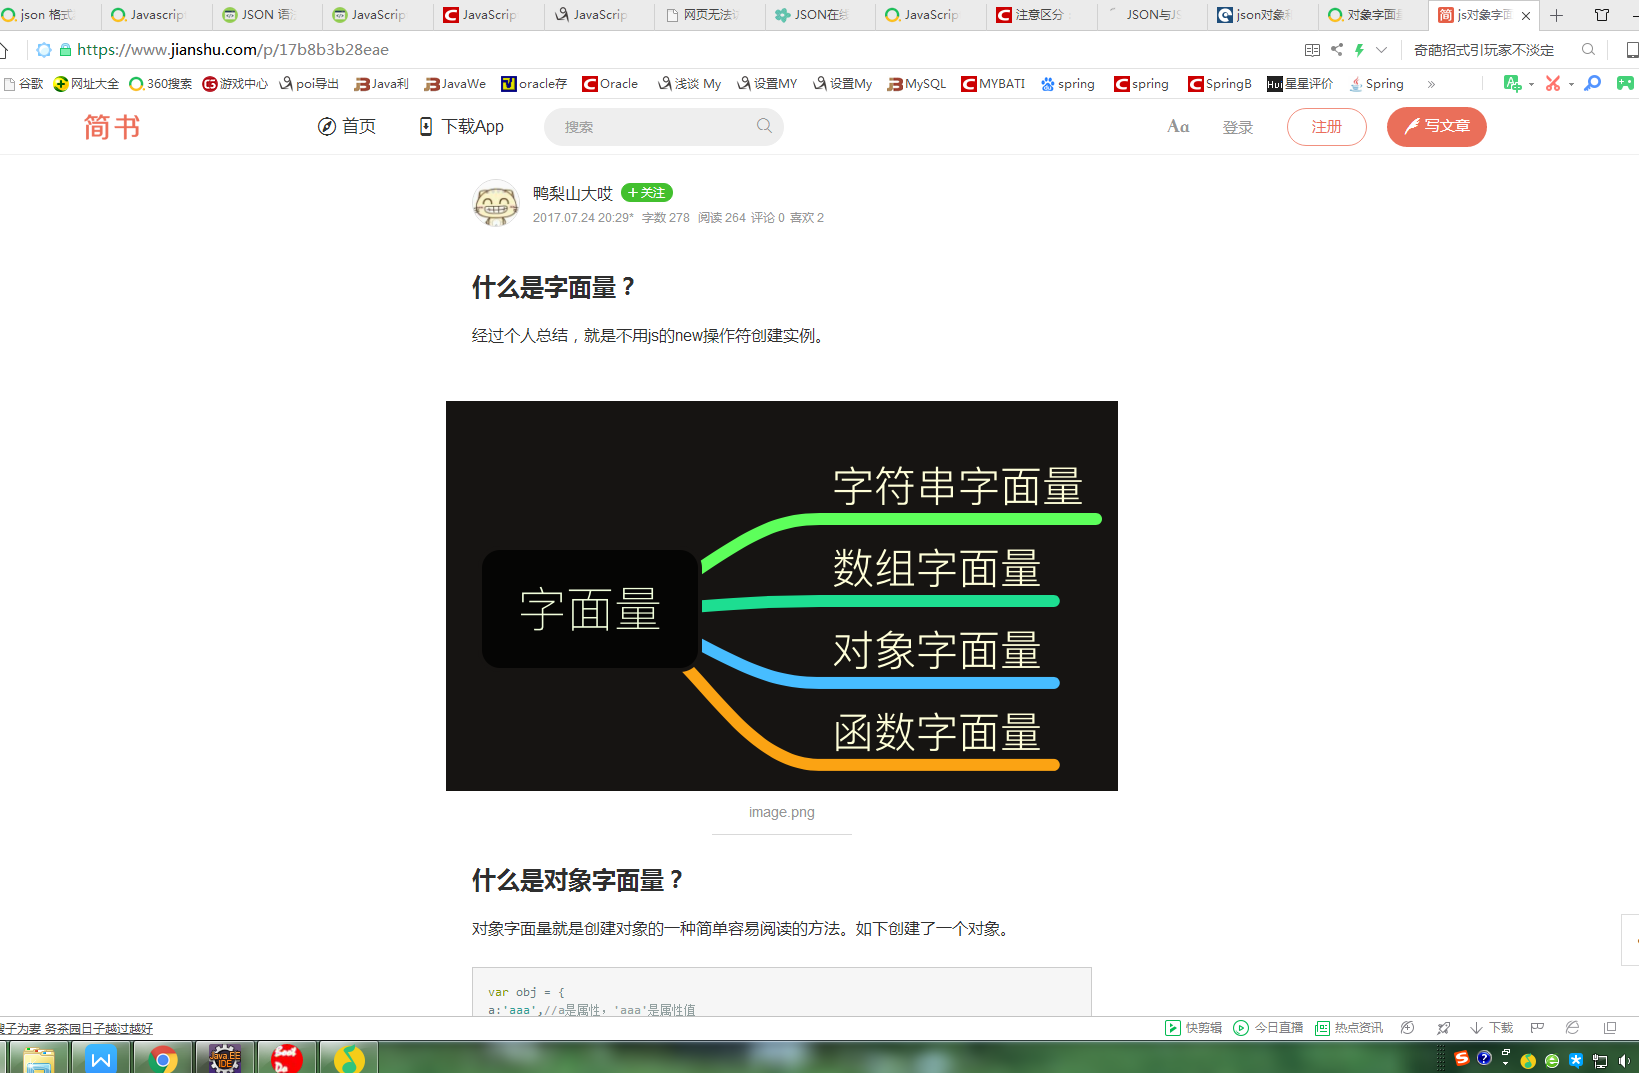 json 格式
Javascrip
JSON 语
JavaScrip
JavaScrip
JavaScrip
网页无法
JSON在线
JavaScrip
注意区分
JSON与JS
json对象
对象字面
js对象字面
https://www.jianshu.com/p/17b8b3b28eae
奇葩招式引玩家不淡定
谷歌
网址大全
360搜索
游戏中心
poi导出
Java利
JavaWe
oracle存
Oracle
浅谈 My
设置MY
设置My
MySQL
MYBATI
spring
spring
SpringB
星星评价
Spring
»
简书
首页
下载App
搜索
Aa
登录
注册
写文章
鸭梨山大哎
+关注
2017.07.24 20:29* 字数 278 阅读 264 评论 0 喜欢 2
什么是字面量？
经过个人总结，就是不用js的new操作符创建实例。
字面量
字符串字面量
数组字面量
对象字面量
函数字面量
image.png
什么是对象字面量？
对象字面量就是创建对象的一种简单容易阅读的方法。如下创建了一个对象。
var obj = {
a:'aaa',//a是属性，'aaa'是属性值
子为妻 务茶园日子越过越好
快剪辑
今日直播
热点资讯
下载
Java EE
IDE